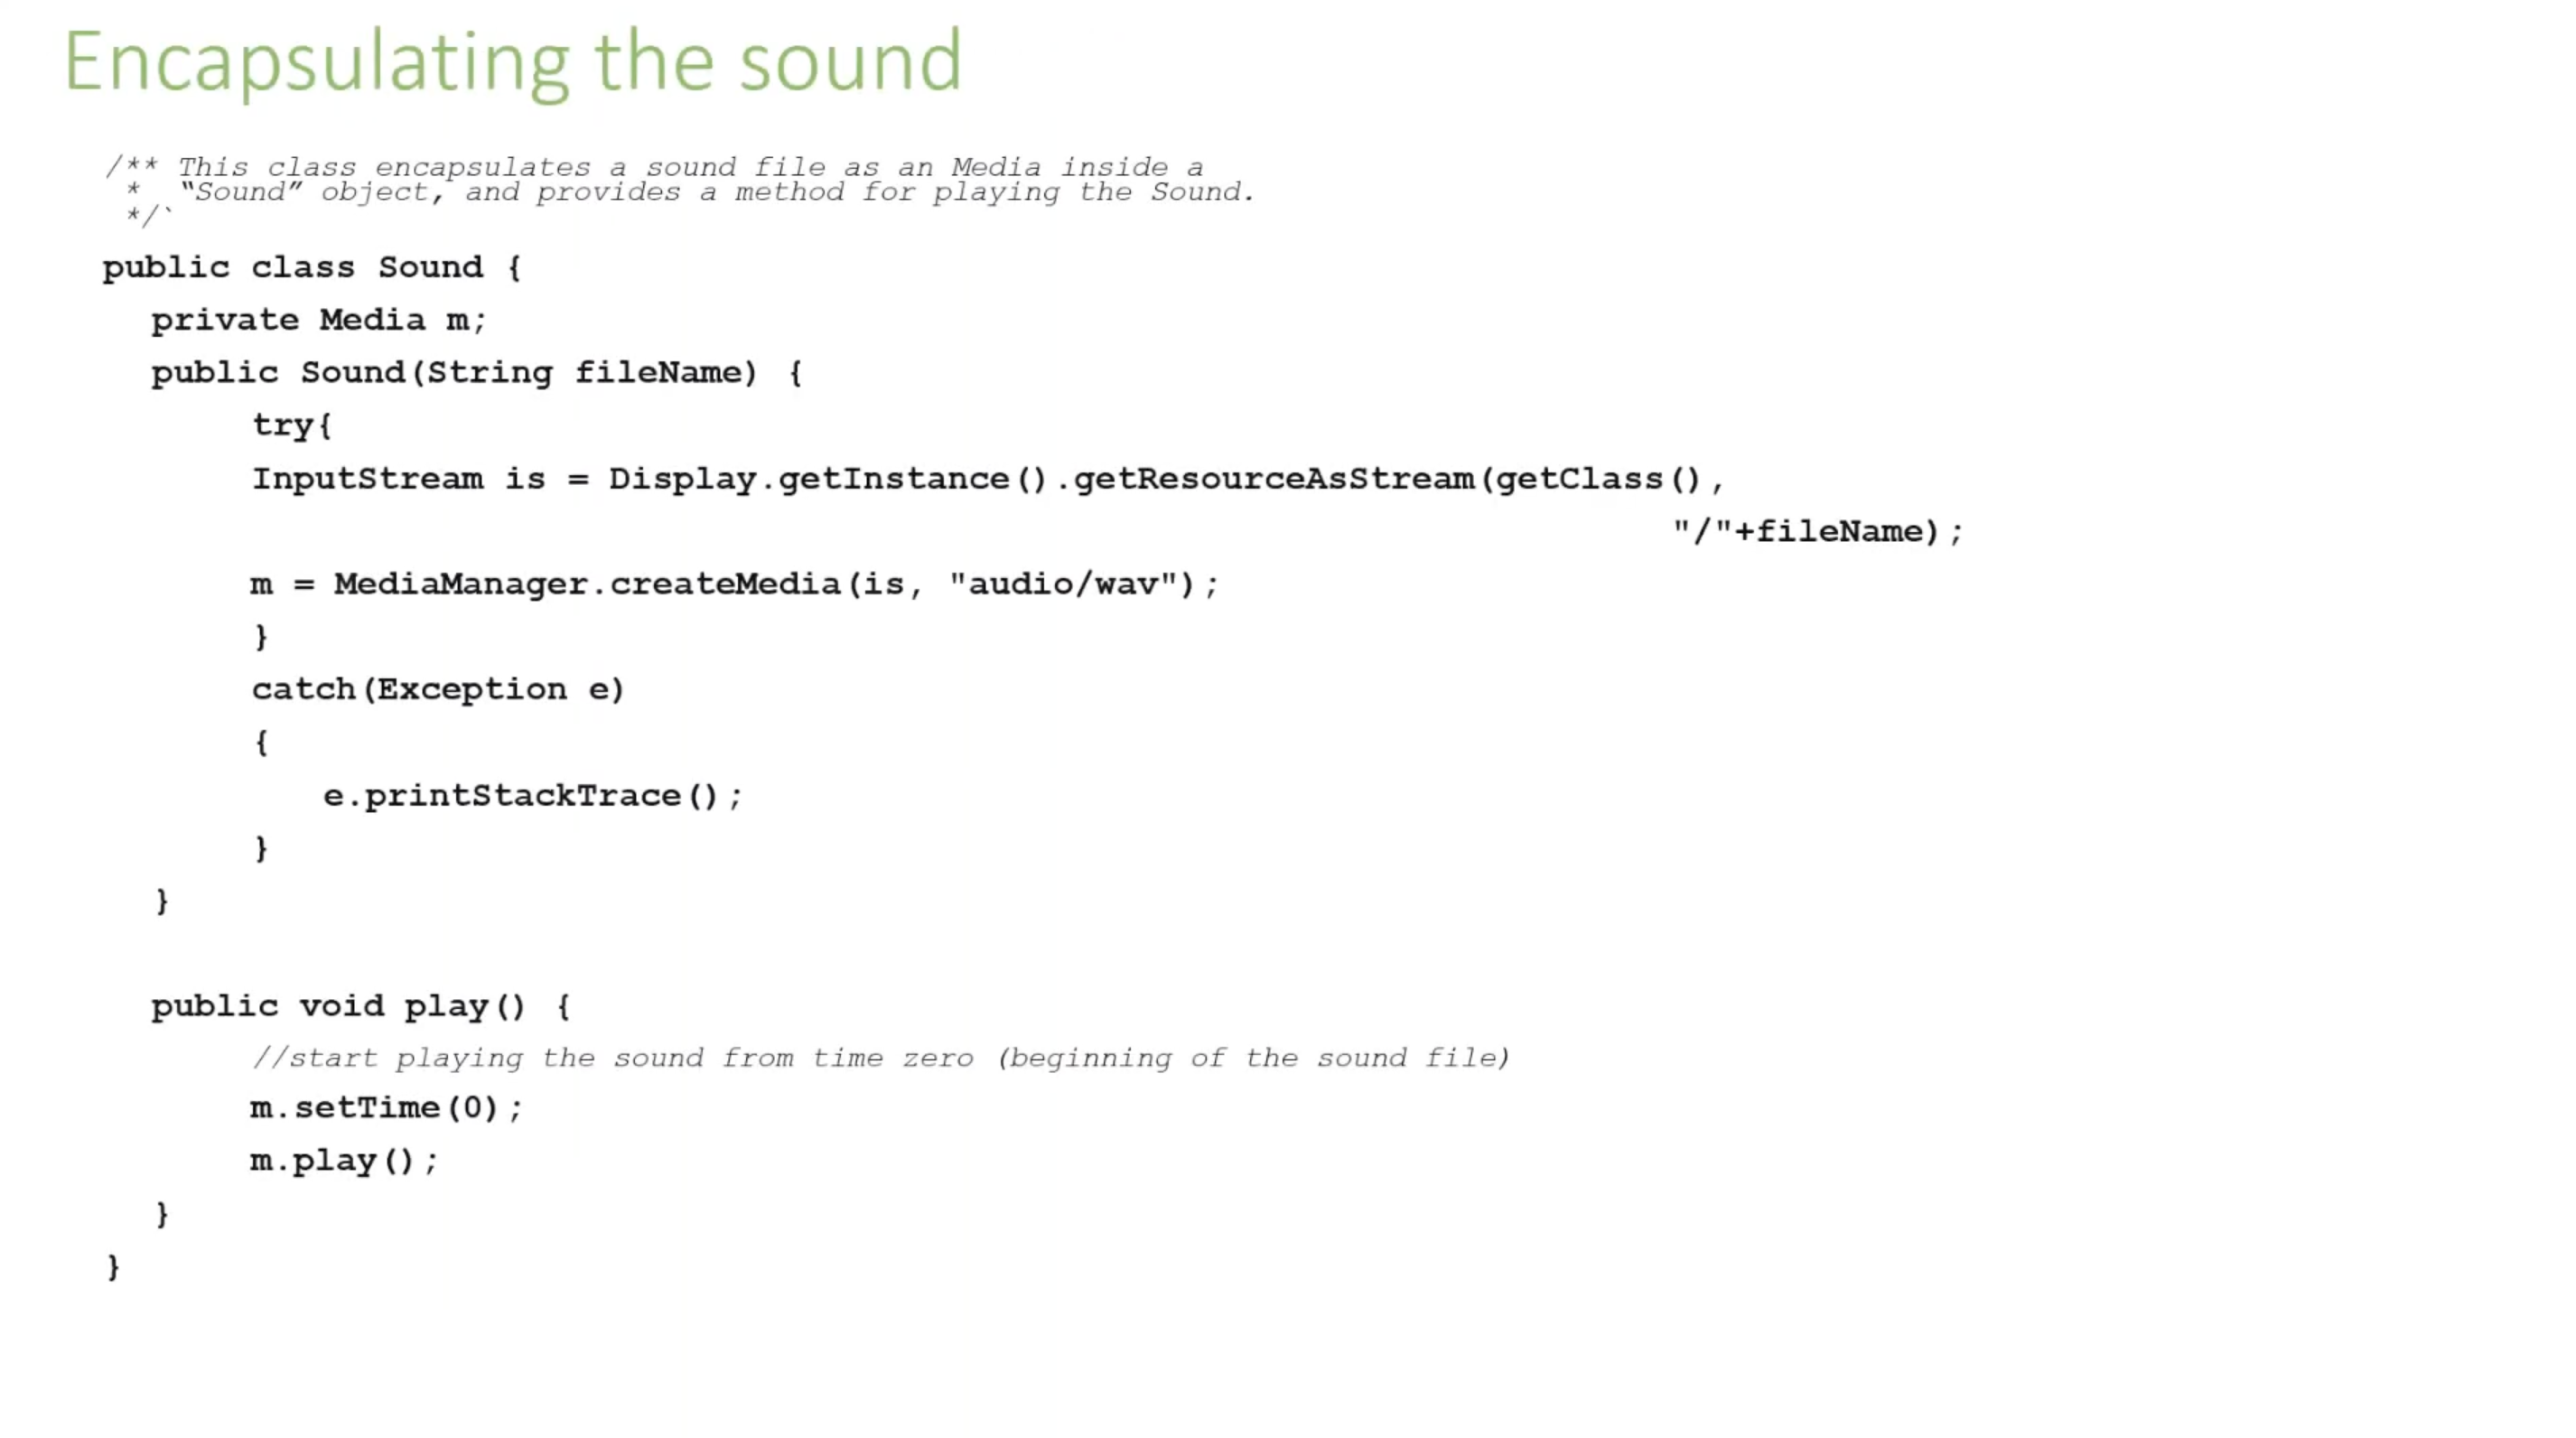 Encapsulating the sound
/** This class encapsulates a sound file as an Media inside a
* “Sound” object, and provides a method for playing the Sound.
*/`
public class Sound {
private Media m;
public Sound(String fileName) {
try{
InputStream is = Display.getInstance().getResourceAsStream(getClass(),
"/"+fileName);
m = MediaManager.createMedia(is, "audio/wav");
}
catch(Exception e)
{
e.printStackTrace();
}
}
public void play() {
//start playing the sound from time zero (beginning of the sound file)
m.setTime(0);
m.play();
}
}